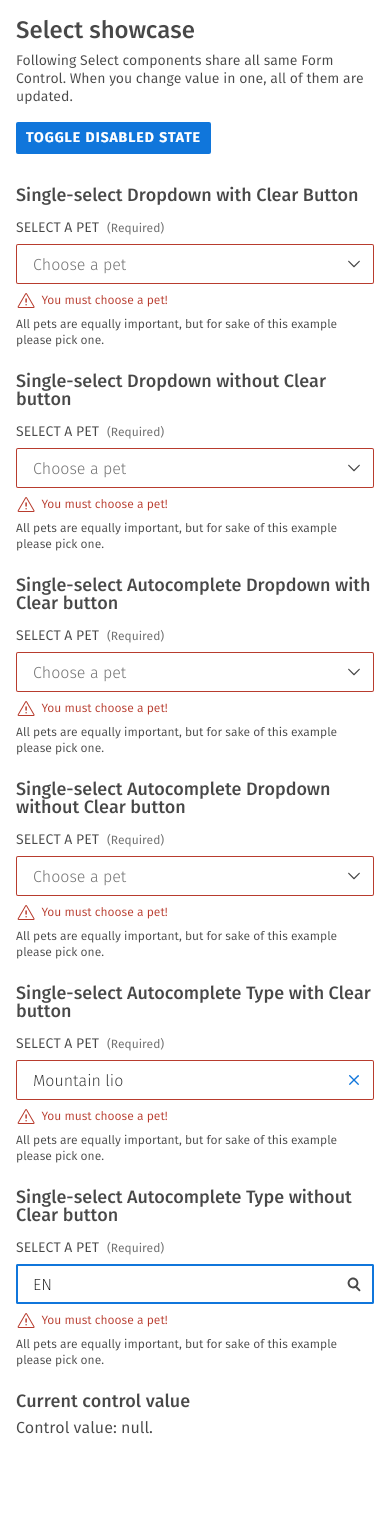 Select showcase
Following Select components share all same Form
Control. When you change value in one, all of them are
updated.
TOGGLE DISABLED STATE
Single-select Dropdown with Clear Button
SELECT A PET (Required)
Choose a pet
You must choose a pet!
All pets are equally important, but for sake of this example
please pick one.
Single-select Dropdown without Clear
button
SELECT A PET (Required)
Choose a pet
You must choose a pet!
All pets are equally important, but for sake of this example
please pick one.
Single-select Autocomplete Dropdown with
Clear button
SELECT A PET (Required)
Choose a pet
You must choose a pet!
All pets are equally important, but for sake of this example
please pick one.
Single-select Autocomplete Dropdown
without Clear button
SELECT A PET (Required)
Choose a pet
You must choose a pet!
All pets are equally important, but for sake of this example
please pick one.
Single-select Autocomplete Type with Clear
button
SELECT A PET (Required)
Mountain lio
You must choose a pet!
All pets are equally important, but for sake of this example
please pick one.
Single-select Autocomplete Type without
Clear button
SELECT A PET (Required)
EN
You must choose a pet!
All pets are equally important, but for sake of this example
please pick one.
Current control value
Control value: null.